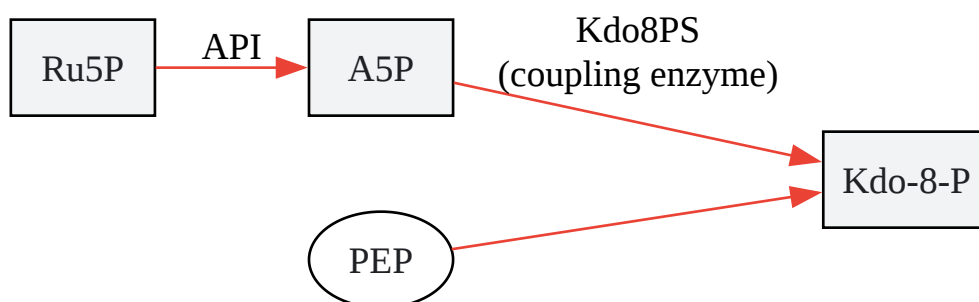 Ru5P
API
A5P
Kdo8PS
(coupling enzyme)
Kdo-8-P
PEP